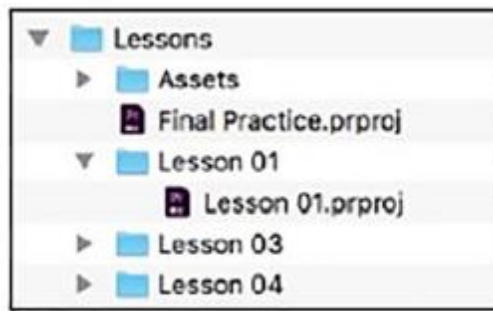 Lessons
Assets
Final Practice.prproj
Lesson 01
Lesson 01.prproj
Lesson 03
Lesson 04